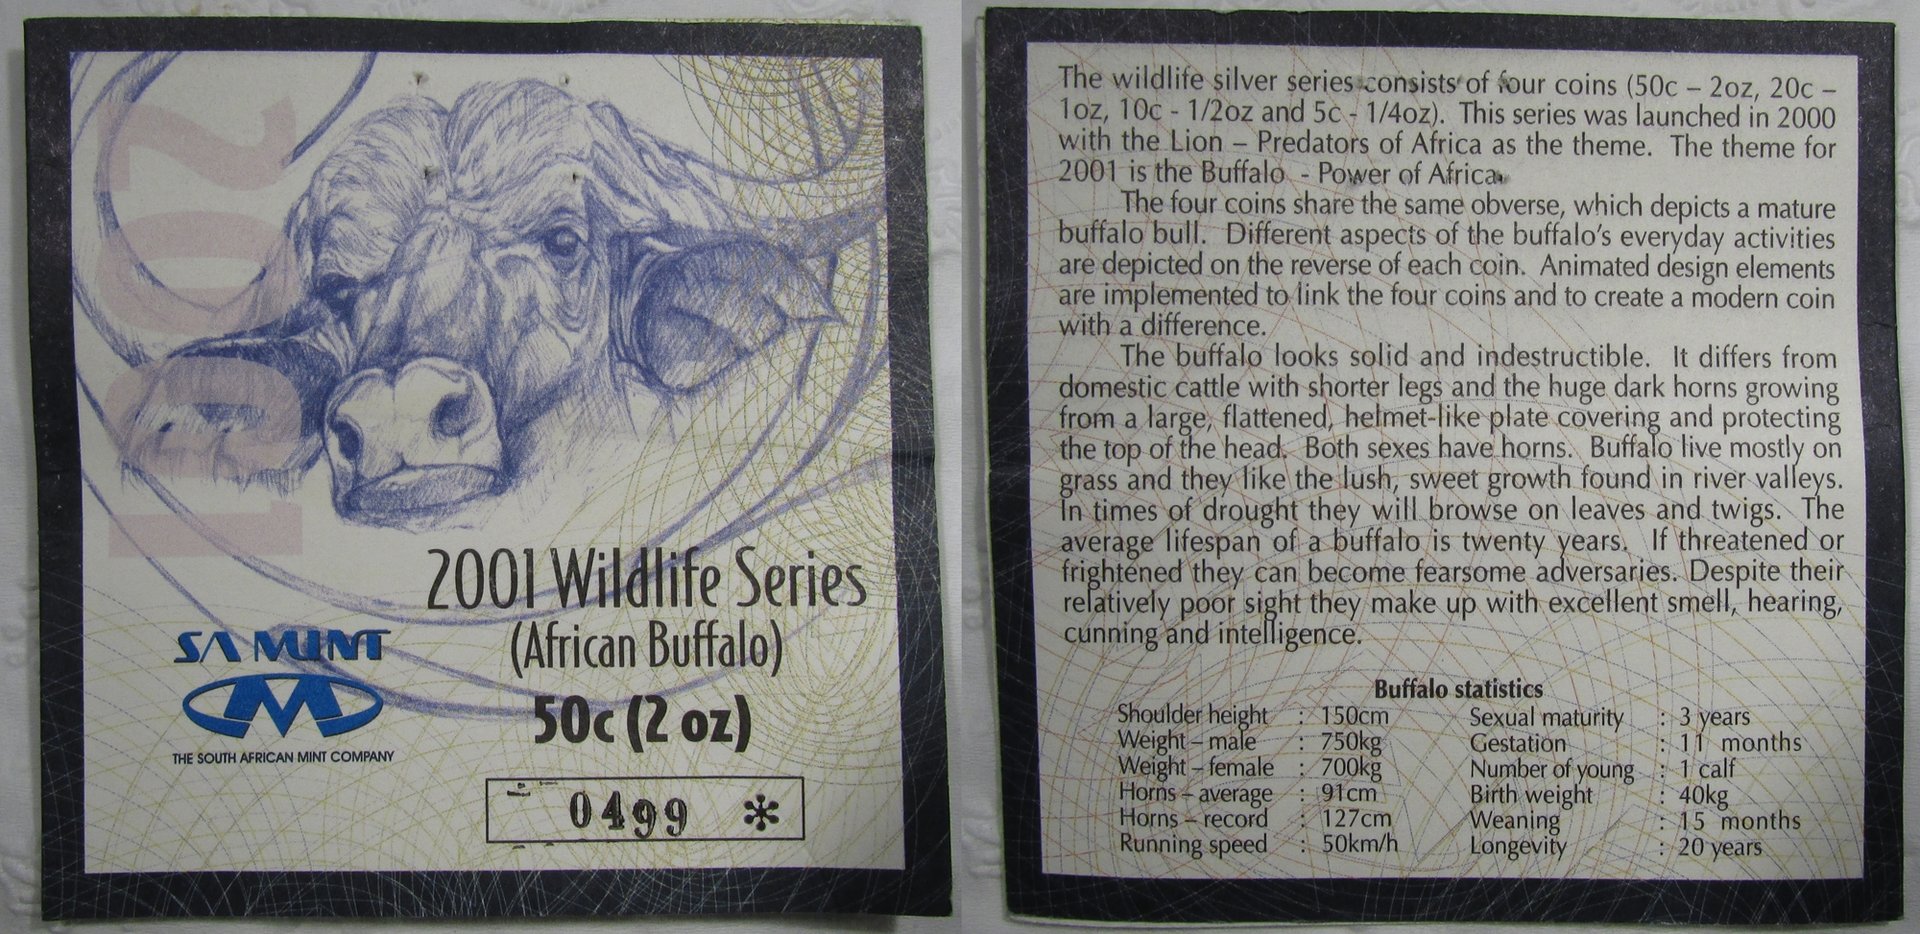 2001
2001 Wildlife Series
(African Buffalo)
50c (2 oz)
SA MINT
THE SOUTH AFRICAN MINT COMPANY
0499 *
The wildlife silver series consists of four coins (50c – 2oz, 20c –
1oz, 10c - 1/2oz and 5c - 1/4oz). This series was launched in 2000
with the Lion – Predators of Africa as the theme. The theme for
2001 is the Buffalo - Power of Africa.
The four coins share the same obverse, which depicts a mature
buffalo bull. Different aspects of the buffalo's everyday activities
are depicted on the reverse of each coin. Animated design elements
are implemented to link the four coins and to create a modern coin
with a difference.
The buffalo looks solid and indestructible. It differs from
domestic cattle with shorter legs and the huge dark horns growing
from a large, flattened, helmet-like plate covering and protecting
the top of the head. Both sexes have horns. Buffalo live mostly on
grass and they like the lush, sweet growth found in river valleys.
In times of drought they will browse on leaves and twigs. The
average lifespan of a buffalo is twenty years. If threatened or
frightened they can become fearsome adversaries. Despite their
relatively poor sight they make up with excellent smell, hearing,
cunning and intelligence.
Buffalo statistics
Shoulder height : 150cm Sexual maturity : 3 years
Weight – male : 750kg Gestation : 11 months
Weight – female : 700kg Number of young : 1 calf
Horns – average : 91cm Birth weight : 40kg
Horns – record : 127cm Weaning : 15 months
Running speed : 50km/h Longevity : 20 years